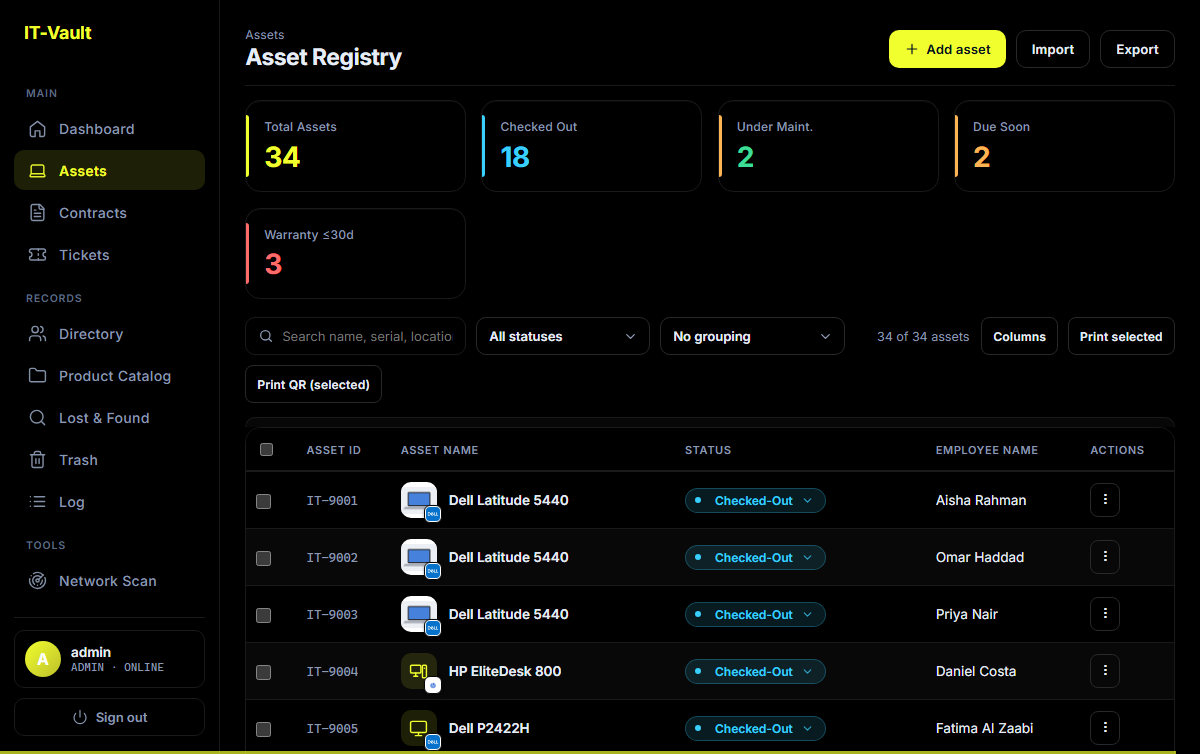 IT-Vault
MAIN
Dashboard
Assets
Contracts
Tickets
RECORDS
Directory
Product Catalog
Lost & Found
Trash
Log
TOOLS
Network Scan
A
admin
ADMIN · ONLINE
Sign out
Assets
Asset Registry
+ Add asset
Import
Export
Total Assets
34
Checked Out
18
Under Maint.
2
Due Soon
2
Warranty ≤30d
3
Search name, serial, locatio
All statuses
No grouping
34 of 34 assets
Columns
Print selected
Print QR (selected)
ASSET ID ASSET NAME STATUS EMPLOYEE NAME ACTIONS
IT-9001 DELL Dell Latitude 5440 Checked-Out Aisha Rahman
IT-9002 DELL Dell Latitude 5440 Checked-Out Omar Haddad
IT-9003 DELL Dell Latitude 5440 Checked-Out Priya Nair
IT-9004 HP EliteDesk 800 Checked-Out Daniel Costa
IT-9005 DELL Dell P2422H Checked-Out Fatima Al Zaabi